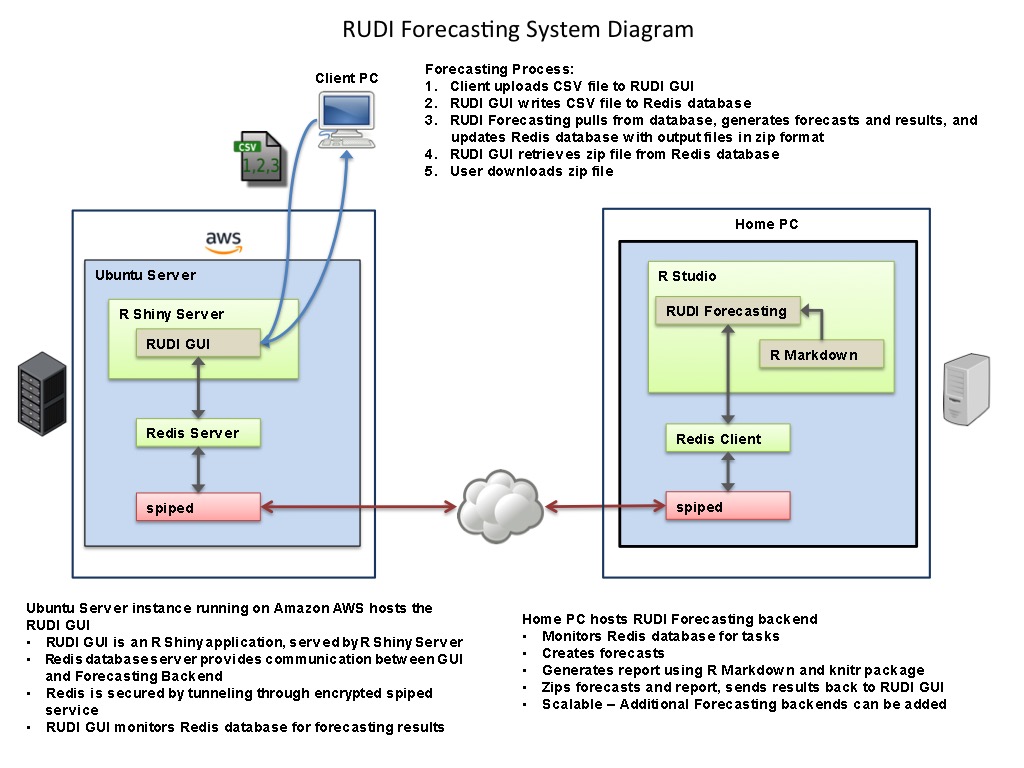 RUDI Forecasting System Diagram
Client PC
Forecasting Process:
1. Client uploads CSV file to RUDI GUI
2. RUDI GUI writes CSV file to Redis database
3. RUDI Forecasting pulls from database, generates forecasts and results, and
updates Redis database with output files in zip format
4. RUDI GUI retrieves zip file from Redis database
5. User downloads zip file
CSV
1,2,3
aws
Ubuntu Server
R Shiny Server
RUDI GUI
Redis Server
spiped
Home PC
R Studio
RUDI Forecasting
R Markdown
Redis Client
spiped
Ubuntu Server instance running on Amazon AWS hosts the
RUDI GUI
• RUDI GUI is an R Shiny application, served by R Shiny Server
• Redis database server provides communication between GUI
and Forecasting Backend
• Redis is secured by tunneling through encrypted spiped
service
• RUDI GUI monitors Redis database for forecasting results
Home PC hosts RUDI Forecasting backend
• Monitors Redis database for tasks
• Creates forecasts
• Generates report using R Markdown and knitr package
• Zips forecasts and report, sends results back to RUDI GUI
• Scalable – Additional Forecasting backends can be added